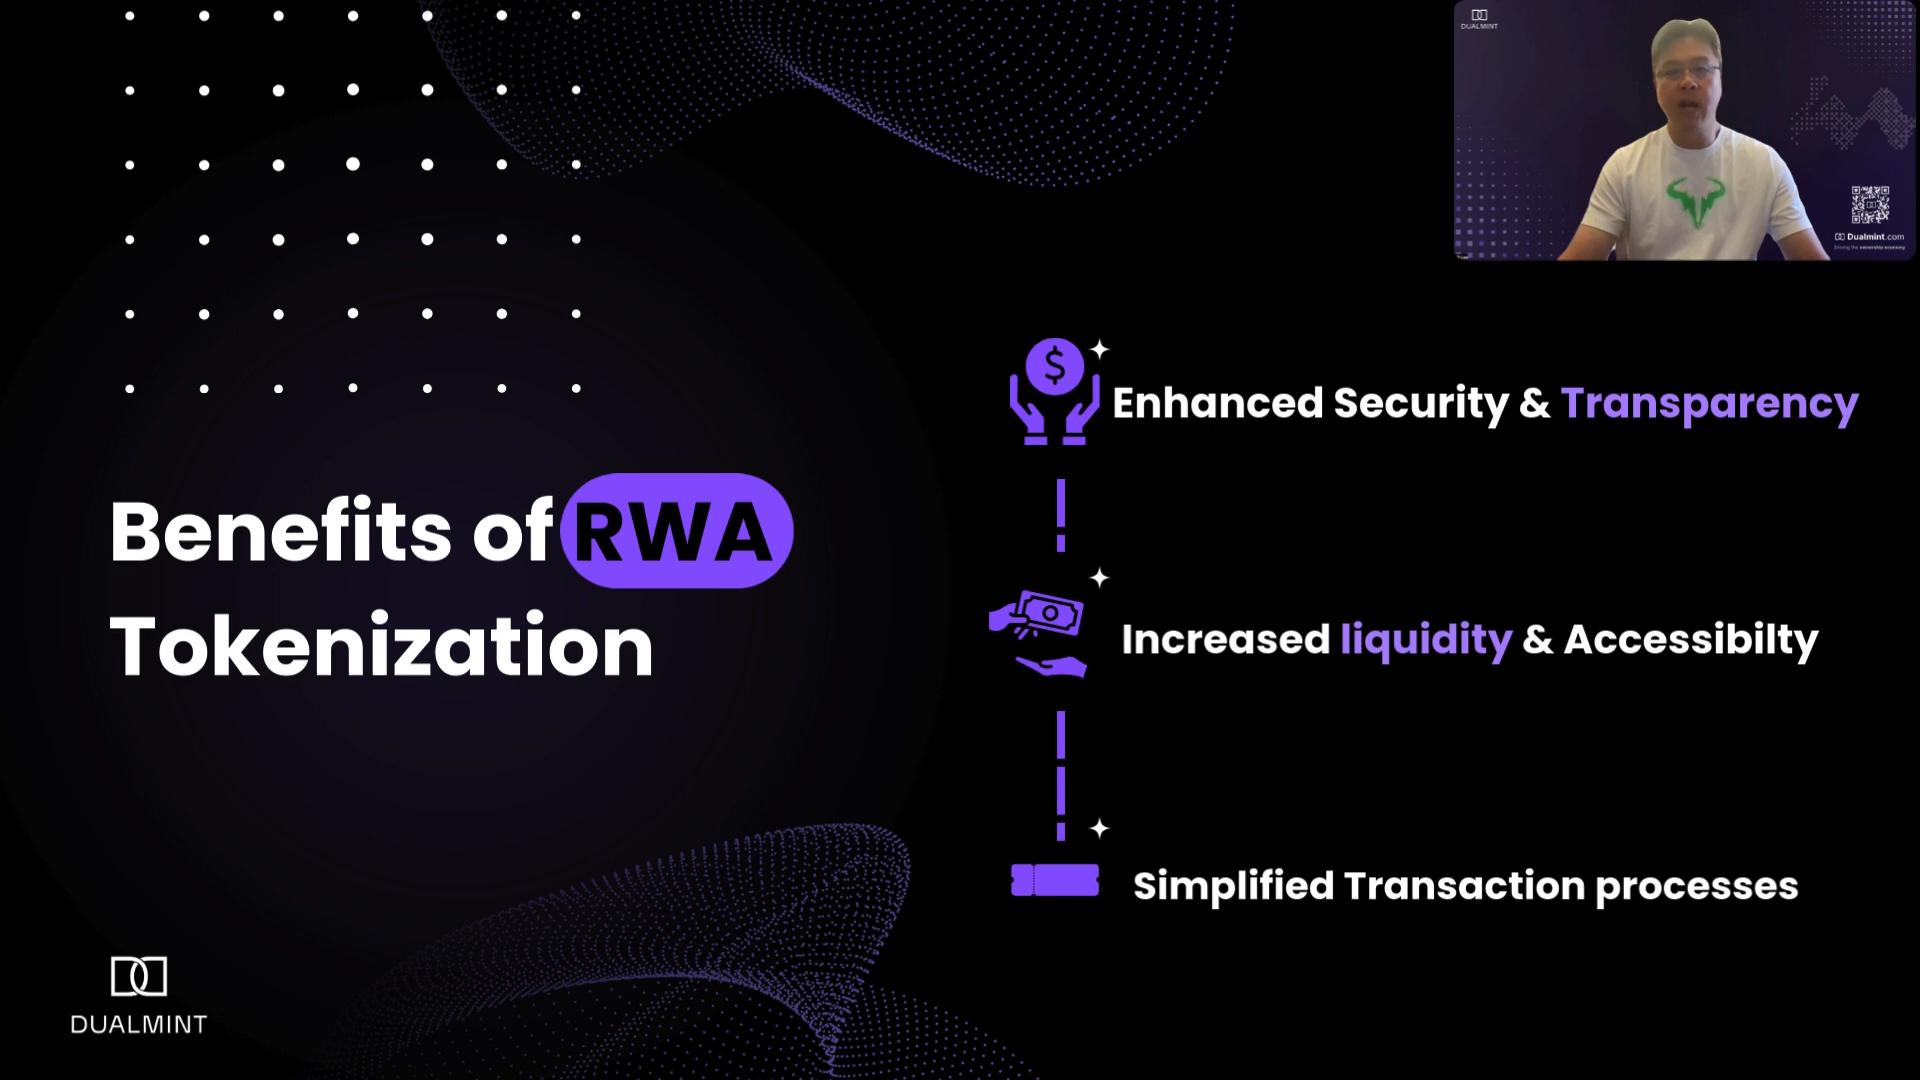 DUALMINT
Dualmint.com
Enhanced Security & Transparency
Benefits of RWA
Tokenization
Increased liquidity & Accessibilty
Simplified Transaction processes
DUALMINT